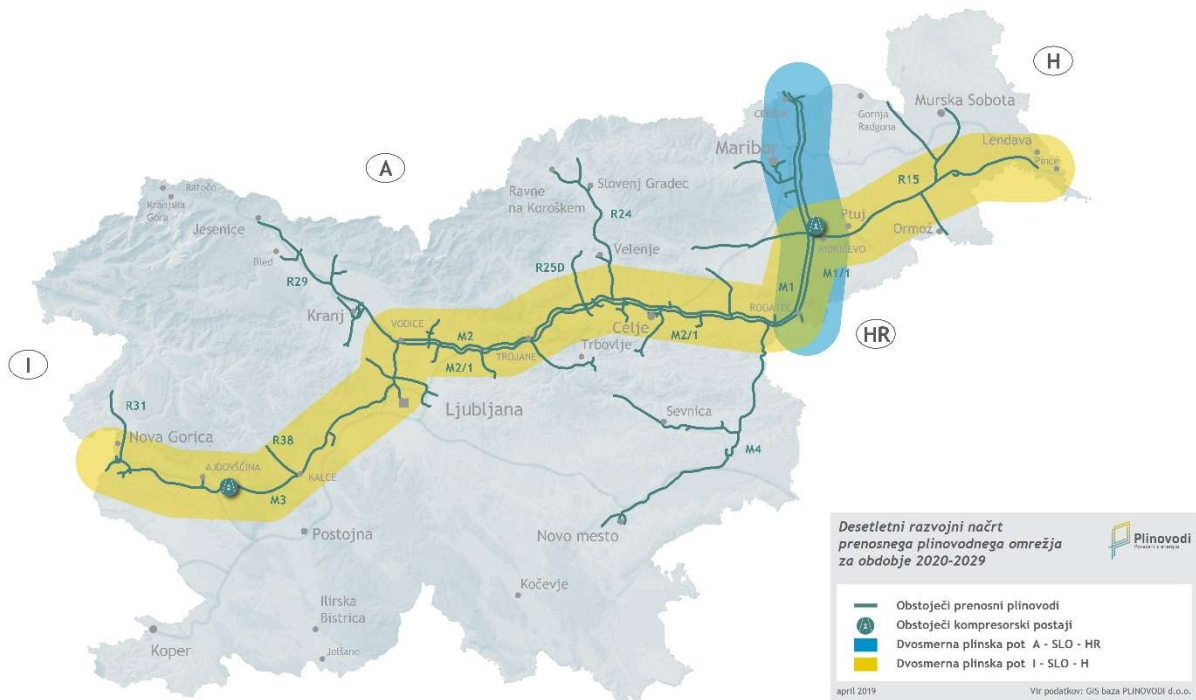 H
Murska Sobota
CERŠAK
Gornja
Radgona
Maribor
Lendava
Pince
A
R15
Ravne
na Koroškem
Slovenj Gradec
Rateče
Kranjska
Gora
Jesenice
R24
Ptuj
Ormož
KIDRIČEVO
Velenje
Bled
R29
R25D
M1
M1/1
ROGATEC
Kranj
VODICE
M2
Celje
M2/1
HR
TROJANE
M2/1
Trbovlje
I
Ljubljana
R31
Sevnica
Nova Gorica
R38
M4
AJDOVŠČINA
KALCE
M3
Postojna
Novo mesto
Kočevje
Ilirska
Bistrica
Koper
Jelšane
Desetletni razvojni načrt
prenosnega plinovodnega omrežja
za obdobje 2020-2029
Plinovodi
Povezani z energijo
Obstoječi prenosni plinovodi
Obstoječi kompresorski postaji
Dvosmerna plinska pot A - SLO - HR
Dvosmerna plinska pot I - SLO - H
april 2019
Vir podatkov: GIS baza PLINOVODI d.o.o.